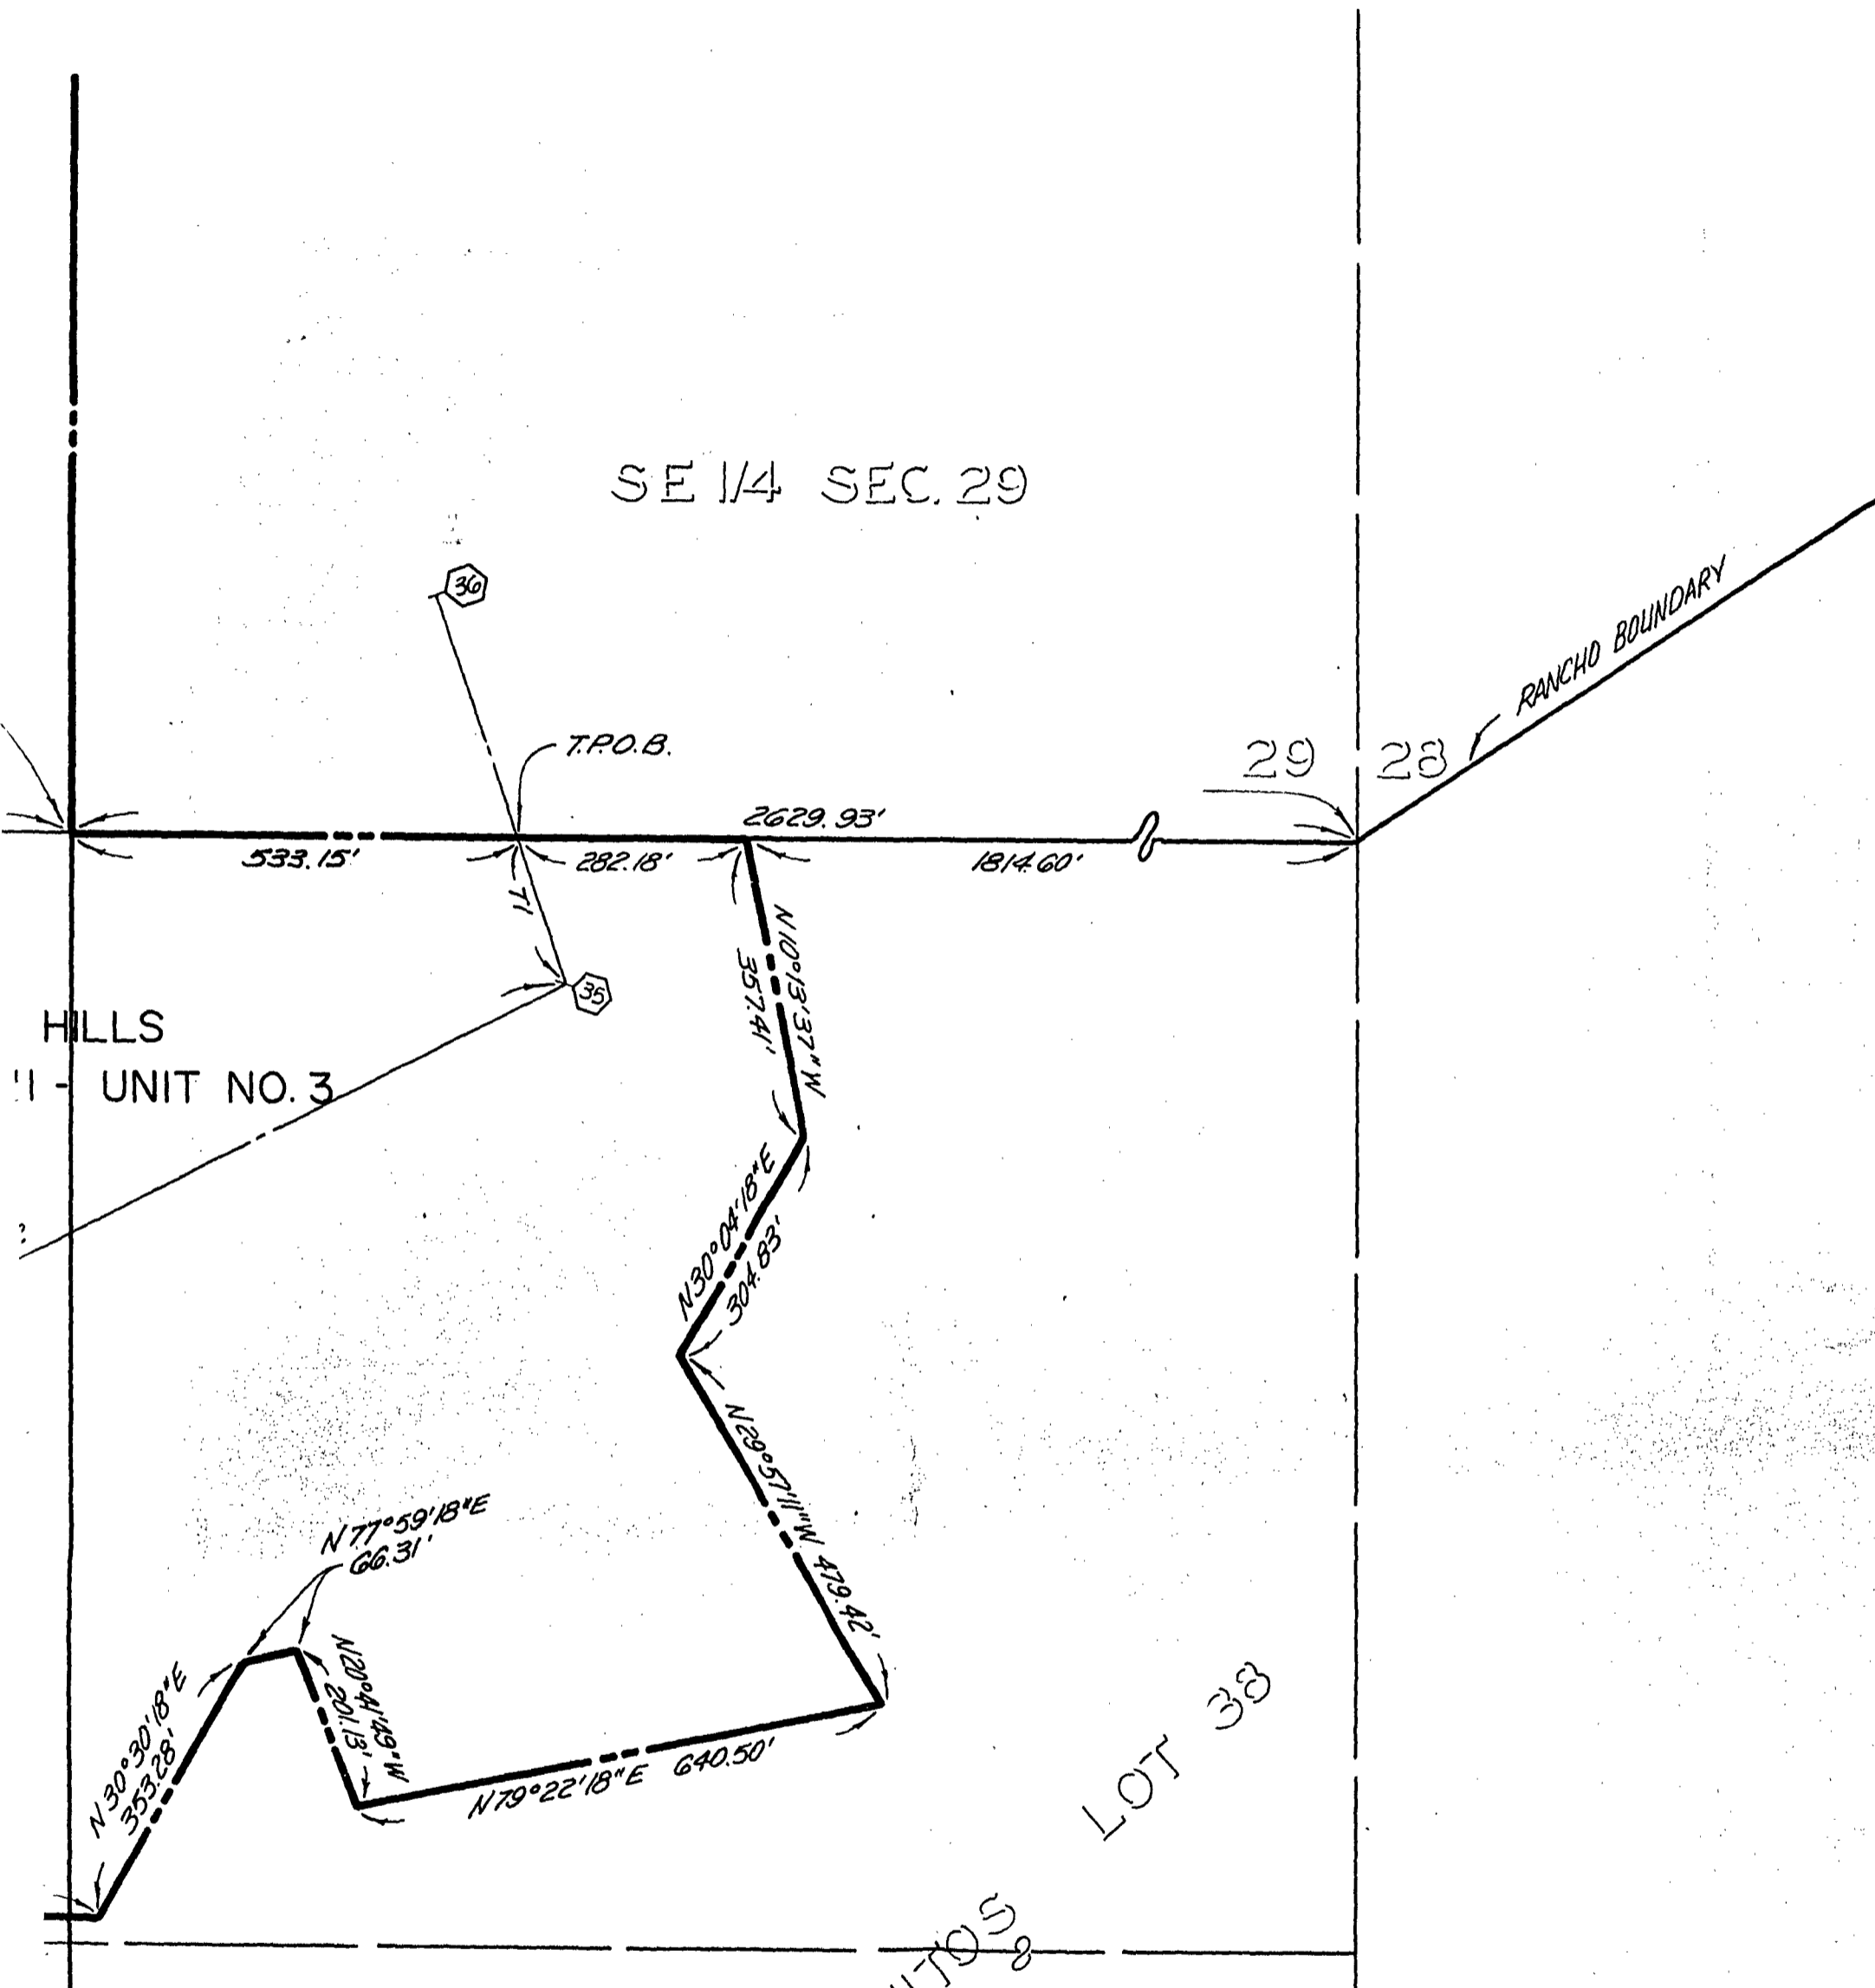 SE 1/4 SEC. 29
36
RANCHO BOUNDARY
T.P.O.B.
29
28
2629.93'
533.15'
282.18'
1814.60'
T1
N10°13'37"W
357.41'
35
HILLS
UNIT NO. 3
N30°04'18"E
304.83'
N29°57'11"W 479.42'
N77°59'18"E
66.31'
N20°41'49"W
201.13'
N30°30'18"E
353.28'
N79°22'18"E 640.50'
LOT 38
8